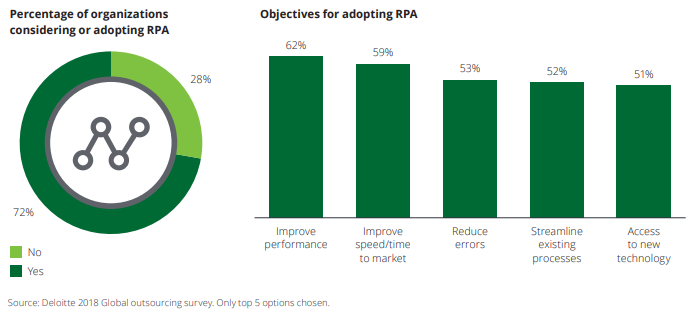 Percentage of organizations
considering or adopting RPA
28%
72%
No
Yes
Objectives for adopting RPA
62%
59%
53%
52%
51%
Improve
performance
Improve
speed/time
to market
Reduce
errors
Streamline
existing
processes
Access
to new
technology
Source: Deloitte 2018 Global outsourcing survey. Only top 5 options chosen.